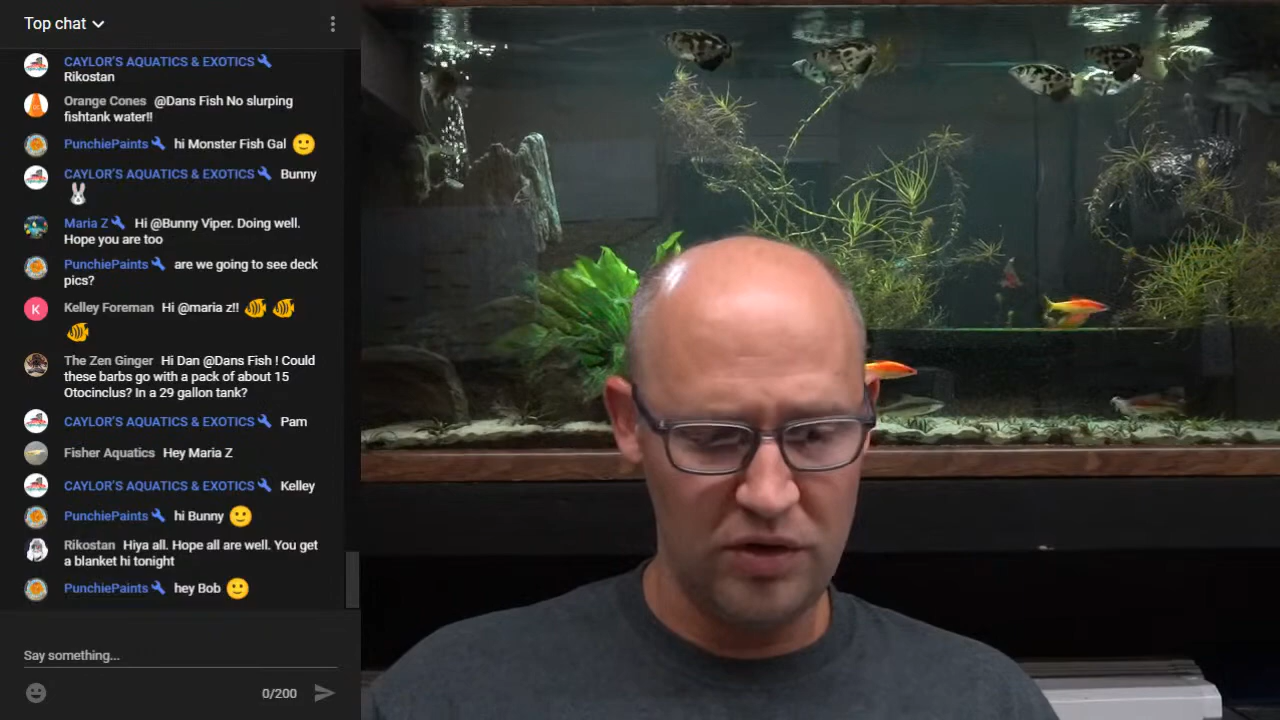 Top chat
CAYLOR'S AQUATICS & EXOTICS
Rikostan
Orange Cones @Dans Fish No slurping
fishtank water!!
PunchiePaints hi Monster Fish Gal
CAYLOR'S AQUATICS & EXOTICS Bunny
Maria Z Hi @Bunny Viper. Doing well.
Hope you are too
PunchiePaints are we going to see deck
pics?
K Kelley Foreman Hi @maria z!!
The Zen Ginger Hi Dan @Dans Fish ! Could
these barbs go with a pack of about 15
Otocinclus? In a 29 gallon tank?
CAYLOR'S AQUATICS & EXOTICS Pam
Fisher Aquatics Hey Maria Z
CAYLOR'S AQUATICS & EXOTICS Kelley
PunchiePaints hi Bunny
Rikostan Hiya all. Hope all are well. You get
a blanket hi tonight
PunchiePaints hey Bob
Say something...
0/200